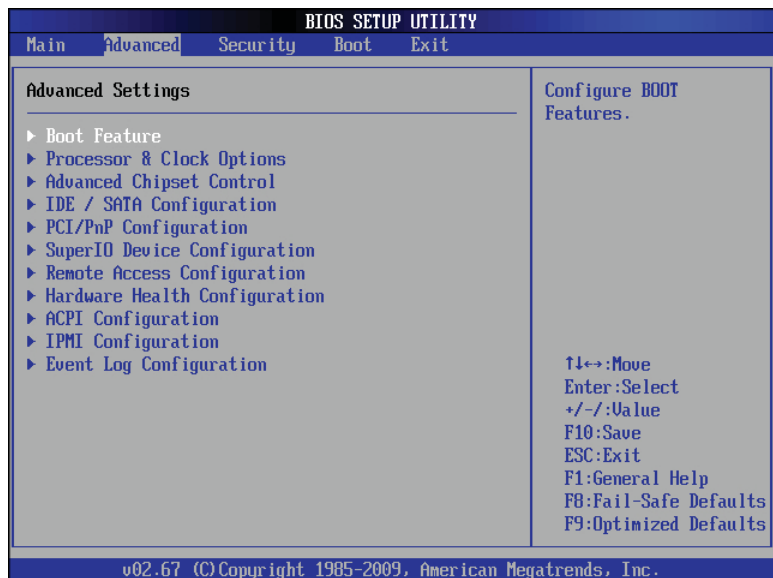 BIOS SETUP UTILITY
Main Advanced Security Boot Exit
Advanced Settings
Boot Feature
Processor & Clock Options
Advanced Chipset Control
IDE / SATA Configuration
PCI/PnP Configuration
SuperIO Device Configuration
Remote Access Configuration
Hardware Health Configuration
ACPI Configuration
IPMI Configuration
Event Log Configuration
Configure BOOT
Features.
↑↓←→:Move
Enter:Select
+/-/:Value
F10:Save
ESC:Exit
F1:General Help
F8:Fail-Safe Defaults
F9:Optimized Defaults
v02.67 (C)Copyright 1985-2009, American Megatrends, Inc.